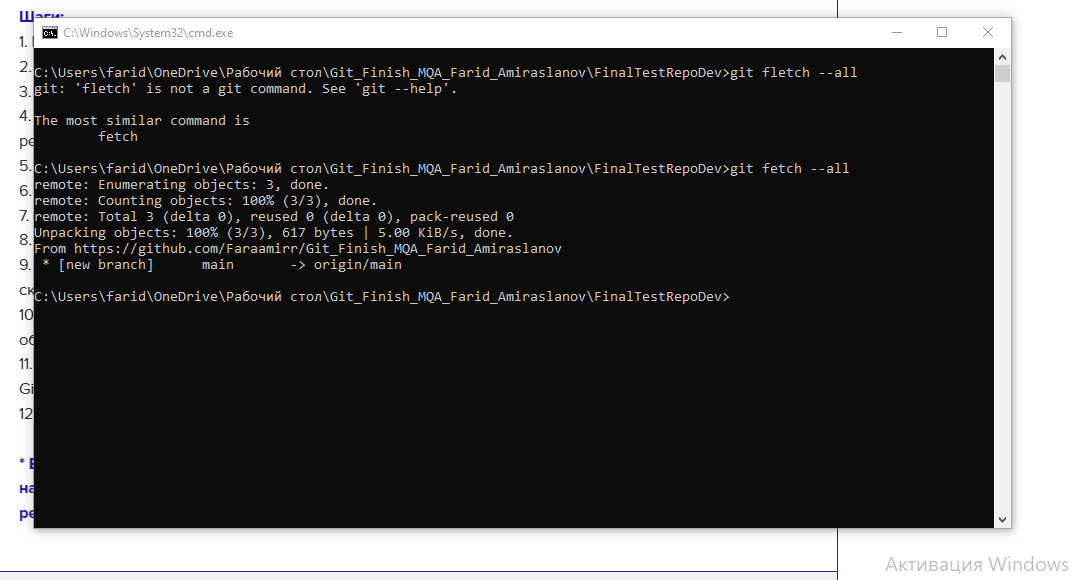 Шаги:
C:\Windows\System32\cmd.exe
1.
2.
3.
4.
ре
5.
6.
7.
8.
9.
ск
10
об
11.
Gi
12
C:\Users\farid\OneDrive\Рабочий стол\Git_Finish_MQA_Farid_Amiraslanov\FinalTestRepoDev>git fletch --all
git: 'fletch' is not a git command. See 'git --help'.
The most similar command is
fetch
C:\Users\farid\OneDrive\Рабочий стол\Git_Finish_MQA_Farid_Amiraslanov\FinalTestRepoDev>git fetch --all
remote: Enumerating objects: 3, done.
remote: Counting objects: 100% (3/3), done.
remote: Total 3 (delta 0), reused 0 (delta 0), pack-reused 0
Unpacking objects: 100% (3/3), 617 bytes | 5.00 KiB/s, done.
From https://github.com/Faraamirr/Git_Finish_MQA_Farid_Amiraslanov
* [new branch] main -> origin/main
C:\Users\farid\OneDrive\Рабочий стол\Git_Finish_MQA_Farid_Amiraslanov\FinalTestRepoDev>
*
на
ре
Активация Windows